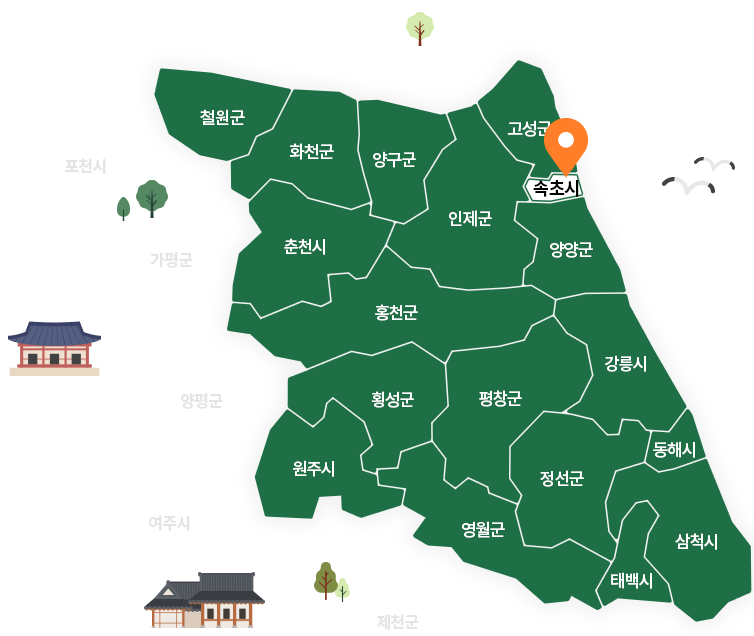 철원군
고성군
화천군
양구군
포천시
속초시
인제군
춘천시
양양군
가평군
홍천군
강릉시
횡성군
평창군
양평군
동해시
원주시
정선군
여주시
영월군
삼척시
태백시
제천군